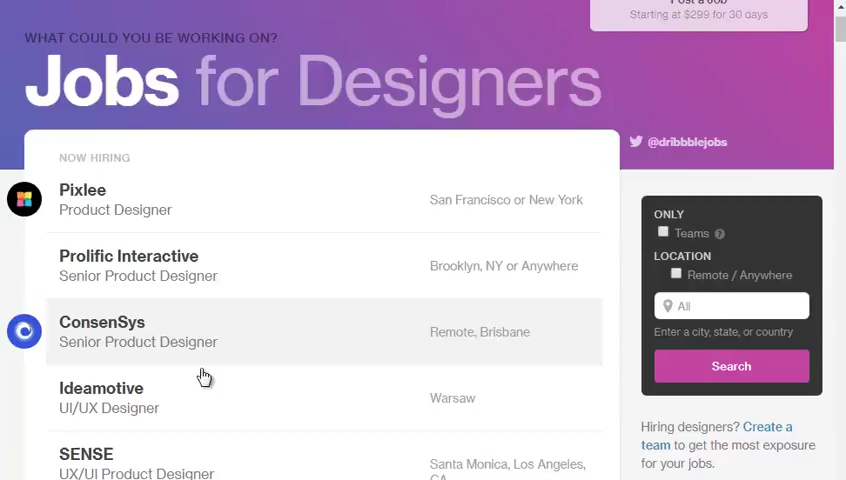 Post a Job
Starting at $299 for 30 days
WHAT COULD YOU BE WORKING ON?
Jobs for Designers
@dribbblejobs
NOW HIRING
Pixlee
Product Designer
San Francisco or New York
Prolific Interactive
Senior Product Designer
Brooklyn, NY or Anywhere
ConsenSys
Senior Product Designer
Remote, Brisbane
Ideamotive
UI/UX Designer
Warsaw
SENSE
UX/UI Product Designer
Santa Monica, Los Angeles,
CA
ONLY
Teams ?
LOCATION
Remote / Anywhere
All
Enter a city, state, or country
Search
Hiring designers? Create a
team to get the most exposure
for your jobs.